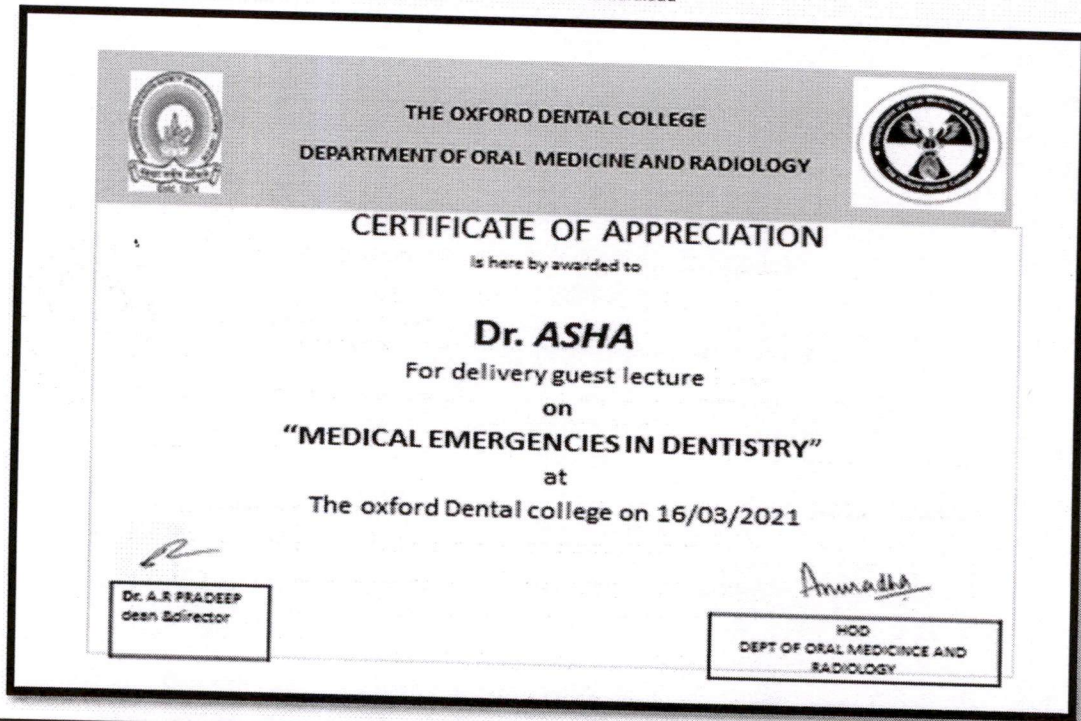 THE OXFORD DENTAL COLLEGE
DEPARTMENT OF ORAL MEDICINE AND RADIOLOGY
CERTIFICATE OF APPRECIATION
Is here by awarded to
Dr. ASHA
For delivery guest lecture
on
“MEDICAL EMERGENCIES IN DENTISTRY”
at
The oxford Dental college on 16/03/2021
Anuradha
Dr. A.R PRADEEP
dean &director
HOD
DEPT OF ORAL MEDICINCE AND
RADIOLOGY